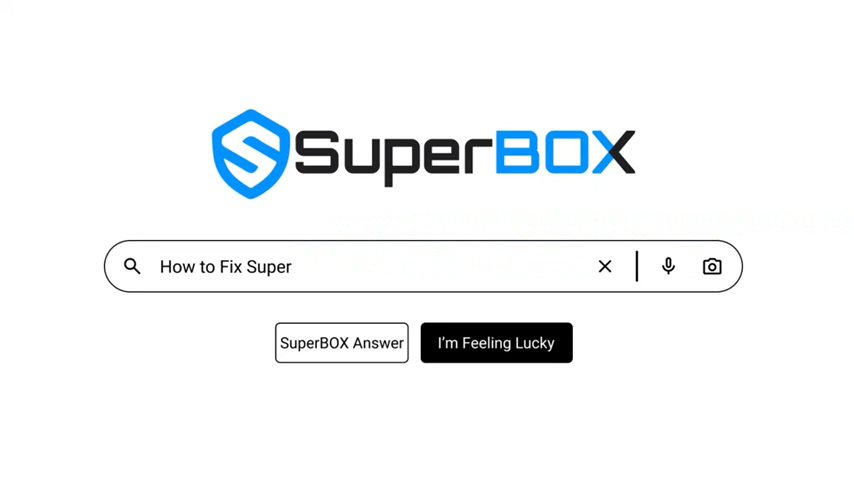 SuperBOX
How to Fix Super
SuperBOX Answer
I'm Feeling Lucky